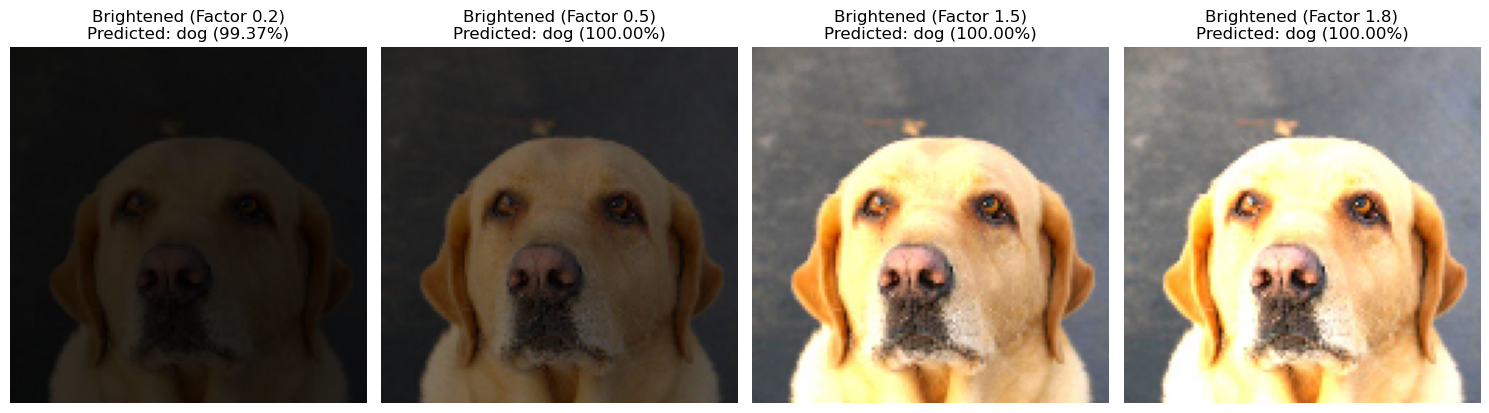 Brightened (Factor 0.2)
Predicted: dog (99.37%)
Brightened (Factor 0.5)
Predicted: dog (100.00%)
Brightened (Factor 1.5)
Predicted: dog (100.00%)
Brightened (Factor 1.8)
Predicted: dog (100.00%)